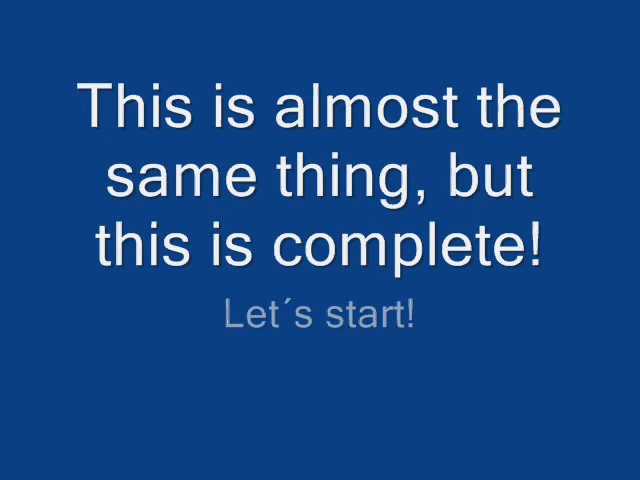 This is almost the
same thing, but
this is complete!
Let´s start!